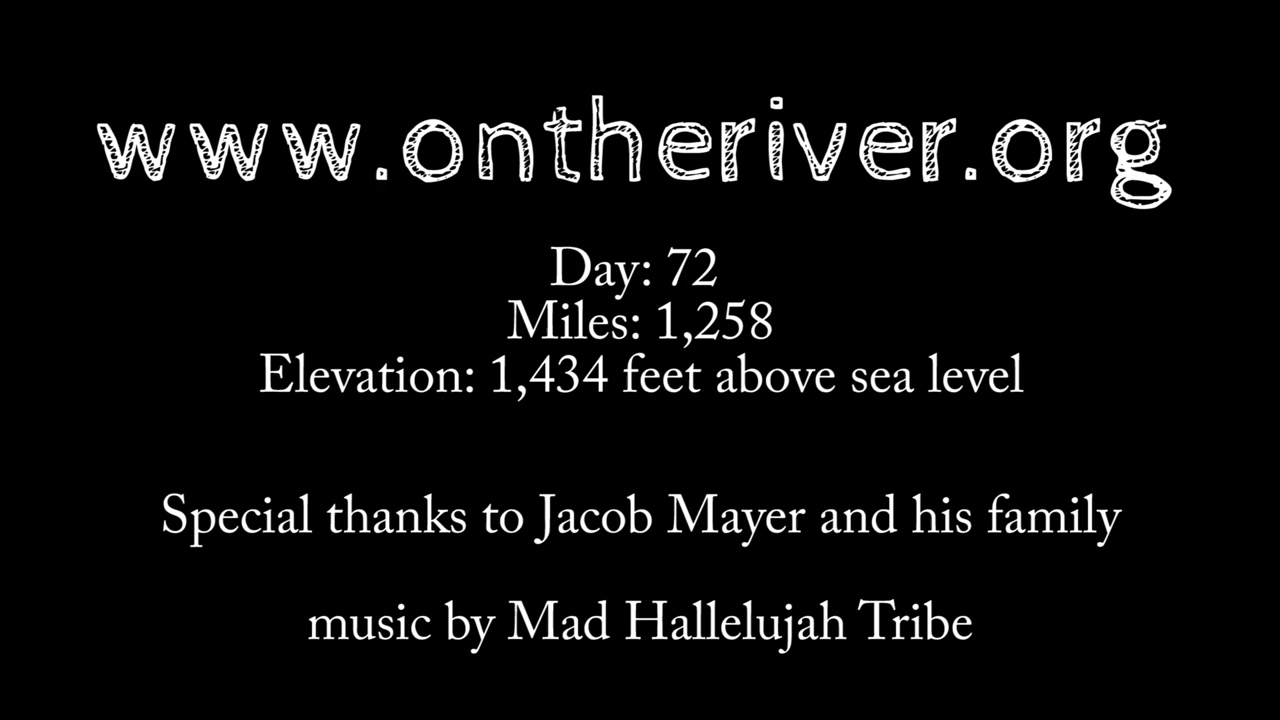 www.ontheriver.org
Day: 72
Miles: 1,258
Elevation: 1,434 feet above sea level
Special thanks to Jacob Mayer and his family
music by Mad Hallelujah Tribe